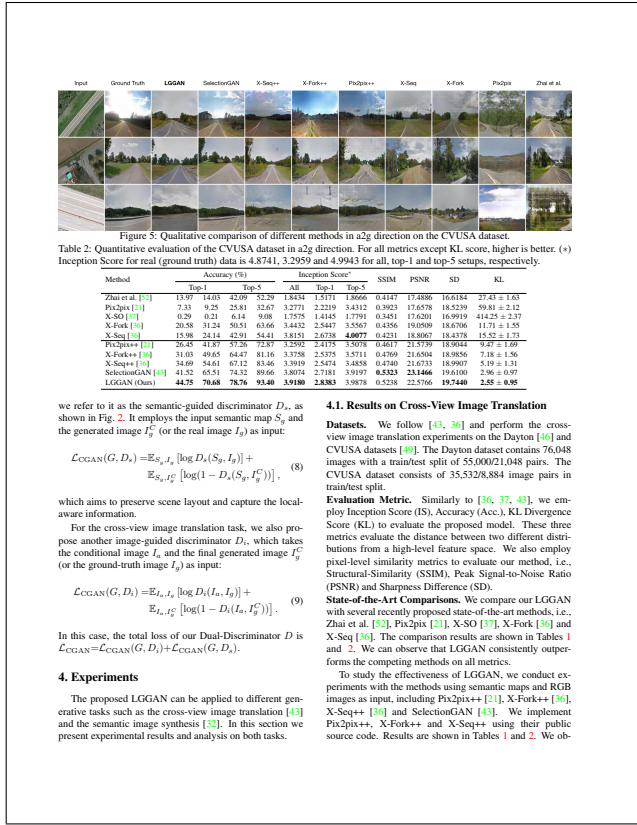 Input Ground Truth LGGAN SelectionGAN X-Seq++ X-Fork++ Pix2pix++ X-Seq X-Fork Pix2pix Zhai et al.
Figure 5: Qualitative comparison of different methods in a2g direction on the CVUSA dataset.
Table 2: Quantitative evaluation of the CVUSA dataset in a2g direction. For all metrics except KL score, higher is better. (∗)
Inception Score for real (ground truth) data is 4.8741, 3.2959 and 4.9943 for all, top-1 and top-5 setups, respectively.
Method Accuracy (%) Inception Score* SSIM PSNR SD KL
Top-1 Top-5 All Top-1 Top-5
Zhai et al. [52] 13.97 14.03 42.09 52.29 1.8434 1.5171 1.8666 0.4147 17.4886 16.6184 27.43 ± 1.63
Pix2pix [21] 7.33 9.25 25.81 32.67 3.2771 2.2219 3.4312 0.3923 17.6578 18.5239 59.81 ± 2.12
X-SO [37] 0.29 0.21 6.14 9.08 1.7575 1.4145 1.7791 0.3451 17.6201 16.9919 414.25 ± 2.37
X-Fork [36] 20.58 31.24 50.51 63.66 3.4432 2.5447 3.5567 0.4356 19.0509 18.6706 11.71 ± 1.55
X-Seq [36] 15.98 24.14 42.91 54.41 3.8151 2.6738 4.0077 0.4231 18.8067 18.4378 15.52 ± 1.73
Pix2pix++ [21] 26.45 41.87 57.26 72.87 3.2592 2.4175 3.5078 0.4617 21.5739 18.9044 9.47 ± 1.69
X-Fork++ [36] 31.03 49.65 64.47 81.16 3.3758 2.5375 3.5711 0.4769 21.6504 18.9856 7.18 ± 1.56
X-Seq++ [36] 34.69 54.61 67.12 83.46 3.3919 2.5474 3.4858 0.4740 21.6733 18.9907 5.19 ± 1.31
SelectionGAN [43] 41.52 65.51 74.32 89.66 3.8074 2.7181 3.9197 0.5323 23.1466 19.6100 2.96 ± 0.97
LGGAN (Ours) 44.75 70.68 78.76 93.40 3.9180 2.8383 3.9878 0.5238 22.5766 19.7440 2.55 ± 0.95
we refer to it as the semantic-guided discriminator D_s, as
shown in Fig. 2. It employs the input semantic map S_g and
the generated image I_g^C (or the real image I_g) as input:
L_CGAN(G, D_s) =E_{S_g,I_g} [log D_s(S_g, I_g)] +
E_{S_g,I_g^C} [log(1 − D_s(S_g, I_g^C))] , (8)
which aims to preserve scene layout and capture the local-
aware information.
For the cross-view image translation task, we also pro-
pose another image-guided discriminator D_i, which takes
the conditional image I_a and the final generated image I_g^C
(or the ground-truth image I_g) as input:
L_CGAN(G, D_i) =E_{I_a,I_g} [log D_i(I_a, I_g)] +
E_{I_a,I_g^C} [log(1 − D_i(I_a, I_g^C))] . (9)
In this case, the total loss of our Dual-Discriminator D is
L_CGAN=L_CGAN(G, D_i)+L_CGAN(G, D_s).
4. Experiments
The proposed LGGAN can be applied to different gen-
erative tasks such as the cross-view image translation [43]
and the semantic image synthesis [32]. In this section we
present experimental results and analysis on both tasks.
4.1. Results on Cross-View Image Translation
Datasets. We follow [43, 36] and perform the cross-
view image translation experiments on the Dayton [46] and
CVUSA datasets [49]. The Dayton dataset contains 76,048
images with a train/test split of 55,000/21,048 pairs. The
CVUSA dataset consists of 35,532/8,884 image pairs in
train/test split.
Evaluation Metric. Similarly to [36, 37, 43], we em-
ploy Inception Score (IS), Accuracy (Acc.), KL Divergence
Score (KL) to evaluate the proposed model. These three
metrics evaluate the distance between two different distri-
butions from a high-level feature space. We also employ
pixel-level similarity metrics to evaluate our method, i.e.,
Structural-Similarity (SSIM), Peak Signal-to-Noise Ratio
(PSNR) and Sharpness Difference (SD).
State-of-the-Art Comparisons. We compare our LGGAN
with several recently proposed state-of-the-art methods, i.e.,
Zhai et al. [52], Pix2pix [21], X-SO [37], X-Fork [36] and
X-Seq [36]. The comparison results are shown in Tables 1
and 2. We can observe that LGGAN consistently outper-
forms the competing methods on all metrics.
To study the effectiveness of LGGAN, we conduct ex-
periments with the methods using semantic maps and RGB
images as input, including Pix2pix++ [21], X-Fork++ [36],
X-Seq++ [36] and SelectionGAN [43]. We implement
Pix2pix++, X-Fork++ and X-Seq++ using their public
source code. Results are shown in Tables 1 and 2. We ob-